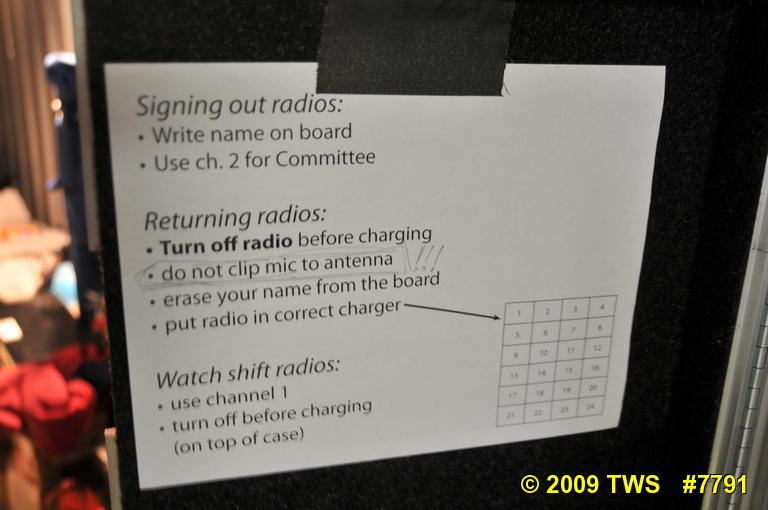 Signing out radios:
• Write name on board
• Use ch. 2 for Committee
Returning radios:
• Turn off radio before charging
• do not clip mic to antenna !!!
• erase your name from the board
• put radio in correct charger
1 2 3 4
5 6 7 8
9 10 11 12
13 14 15 16
17 18 19 20
21 22 23 24
Watch shift radios:
• use channel 1
• turn off before charging
(on top of case)
© 2009 TWS #7791